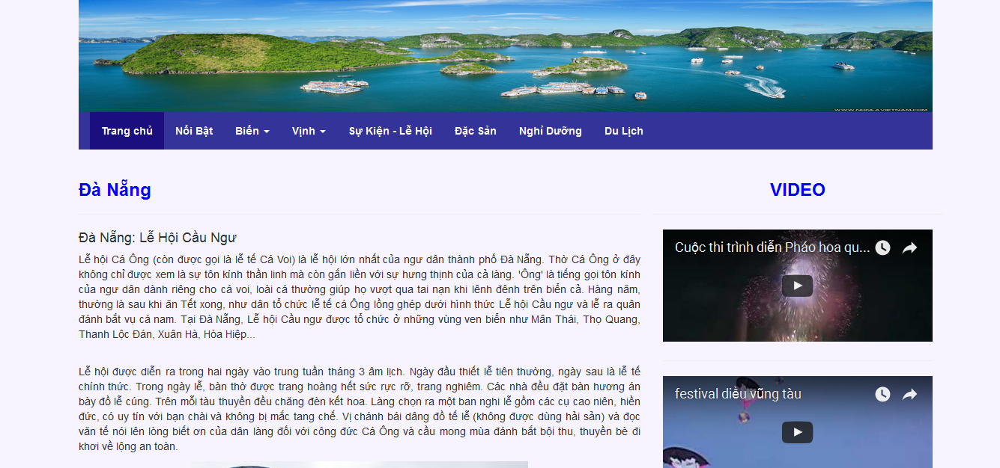 Trang chủ Nổi Bật Biển Vịnh Sự Kiện - Lễ Hội Đặc Sản Nghỉ Dưỡng Du Lịch
Đà Nẵng
Đà Nẵng: Lễ Hội Cầu Ngư
Lễ hội Cá Ông (còn được gọi là lễ tế Cá Voi) là lễ hội lớn nhất của ngư dân thành phố Đà Nẵng. Thờ Cá Ông ở đây
không chỉ được xem là sự tôn kính thần linh mà còn gắn liền với sự hưng thịnh của cả làng. 'Ông' là tiếng gọi tôn kính
của ngư dân dành riêng cho cá voi, loài cá thường giúp họ vượt qua tai nạn khi lênh đênh trên biển cả. Hàng năm,
thường là sau khi ăn Tết xong, như dân tổ chức lễ tế cá Ông lồng ghép dưới hình thức Lễ hội Cầu ngư và lễ ra quân
đánh bắt vụ cá nam. Tại Đà Nẵng, Lễ hội Cầu ngư được tổ chức ở những vùng ven biển như Mân Thái, Thọ Quang,
Thanh Lộc Đán, Xuân Hà, Hòa Hiệp...
Lễ hội được diễn ra trong hai ngày vào trung tuần tháng 3 âm lịch. Ngày đầu thiết lễ tiên thường, ngày sau là lễ tế
chính thức. Trong ngày lễ, bàn thờ được trang hoàng hết sức rực rỡ, trang nghiêm. Các nhà đều đặt bàn hương án
bày đồ lễ cúng. Trên mỗi tàu thuyền đều chăng đèn kết hoa. Làng chọn ra một ban nghi lễ gồm các cụ cao niên, hiền
đức, có uy tín với bạn chài và không bị mắc tang chế. Vị chánh bái dâng đồ tế lễ (không được dùng hải sản) và đọc
văn tế nói lên lòng biết ơn của dân làng đối với công đức Cá Ông và cầu mong mùa đánh bắt bội thu, thuyền bè đi
khơi về lộng an toàn.
VIDEO
Cuộc thi trình diễn Pháo hoa qu...
festival diều vũng tàu